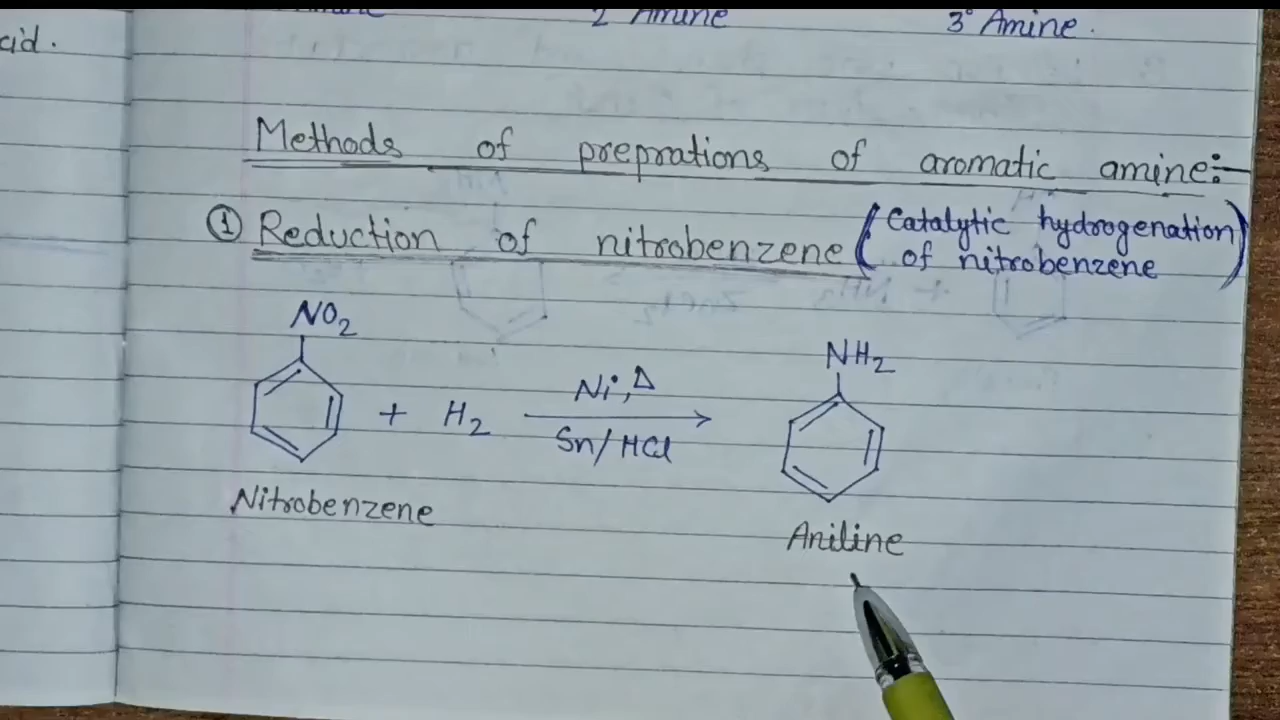 cid.
2° Amine 3° Amine.
Methods of preprations of aromatic amine:-
① Reduction of nitrobenzene (Catalytic hydrogenation
of nitrobenzene)
NO₂
NH₂
+ H₂ Ni, Δ
Sn/HCl
Nitrobenzene
Aniline